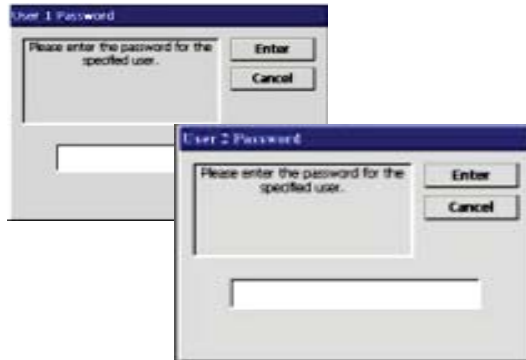 User 1 Password
Please enter the password for the
specified user.
Enter
Cancel
User 2 Password
Please enter the password for the
specified user.
Enter
Cancel